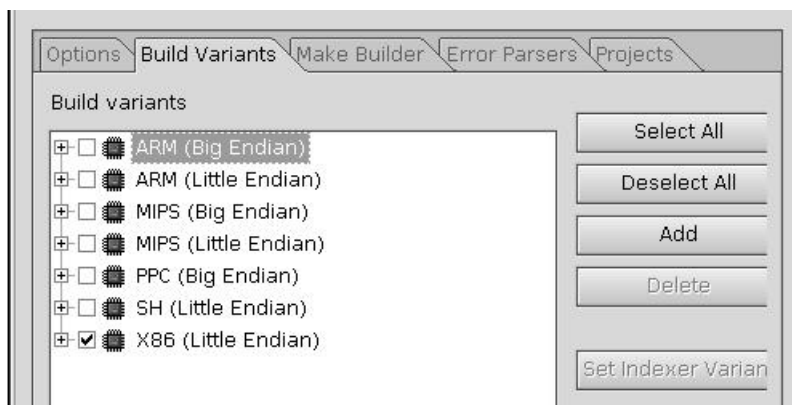 Options Build Variants Make Builder Error Parsers Projects
Build variants
ARM (Big Endian)
ARM (Little Endian)
MIPS (Big Endian)
MIPS (Little Endian)
PPC (Big Endian)
SH (Little Endian)
X86 (Little Endian)
Select All
Deselect All
Add
Delete
Set Indexer Varian